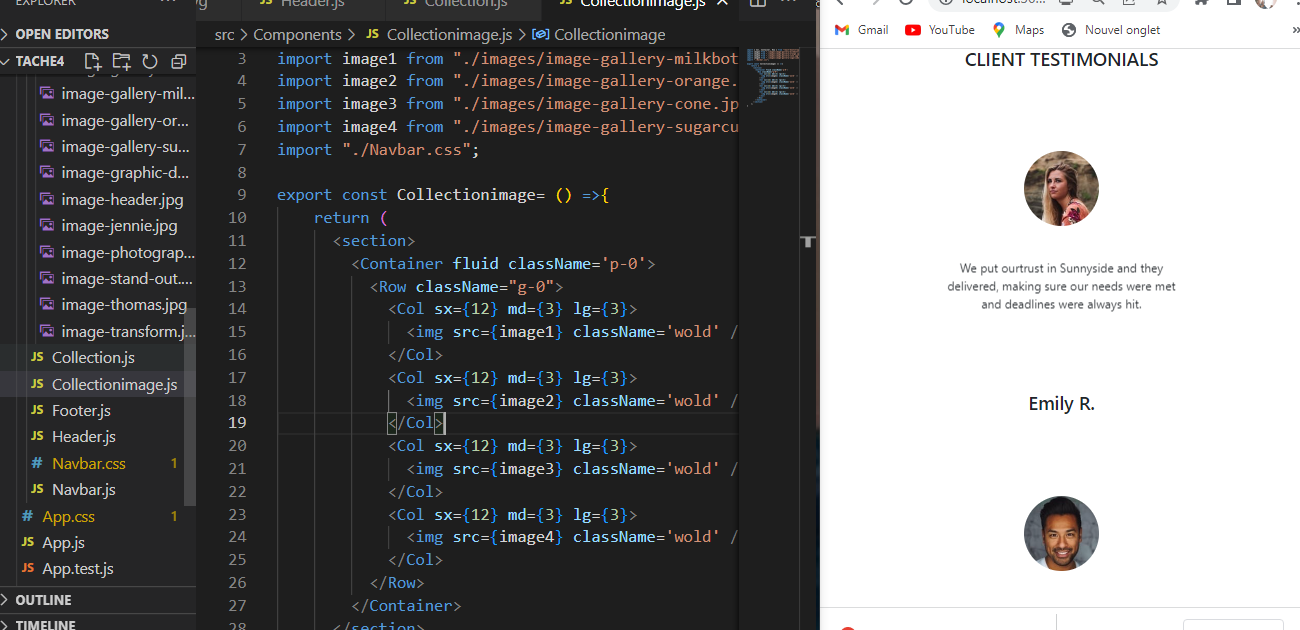 EXPLORER
OPEN EDITORS
TACHE4
image-gallery-mil...
image-gallery-or...
image-gallery-su...
image-graphic-d...
image-header.jpg
image-jennie.jpg
image-photograp...
image-stand-out....
image-thomas.jpg
image-transform.j...
JS Collection.js
JS Collectionimage.js
JS Footer.js
JS Header.js
# Navbar.css 1
JS Navbar.js
# App.css 1
JS App.js
JS App.test.js
OUTLINE
TIMELINE
JS Header.js JS Collection.js JS Collectionimage.js
src > Components > JS Collectionimage.js > Collectionimage
3 import image1 from "./images/image-gallery-milkbot
4 import image2 from "./images/image-gallery-orange.
5 import image3 from "./images/image-gallery-cone.jp
6 import image4 from "./images/image-gallery-sugarcu
7 import "./Navbar.css";
8
9 export const Collectionimage= () =>{
10 return (
11 <section>
12 <Container fluid className='p-0'>
13 <Row className="g-0">
14 <Col sx={12} md={3} lg={3}>
15 <img src={image1} className='wold' /
16 </Col>
17 <Col sx={12} md={3} lg={3}>
18 <img src={image2} className='wold' /
19 </Col>
20 <Col sx={12} md={3} lg={3}>
21 <img src={image3} className='wold' /
22 </Col>
23 <Col sx={12} md={3} lg={3}>
24 <img src={image4} className='wold' /
25 </Col>
26 </Row>
27 </Container>
28 </section>
Gmail YouTube Maps Nouvel onglet »
CLIENT TESTIMONIALS
We put ourtrust in Sunnyside and they
delivered, making sure our needs were met
and deadlines were always hit.
Emily R.